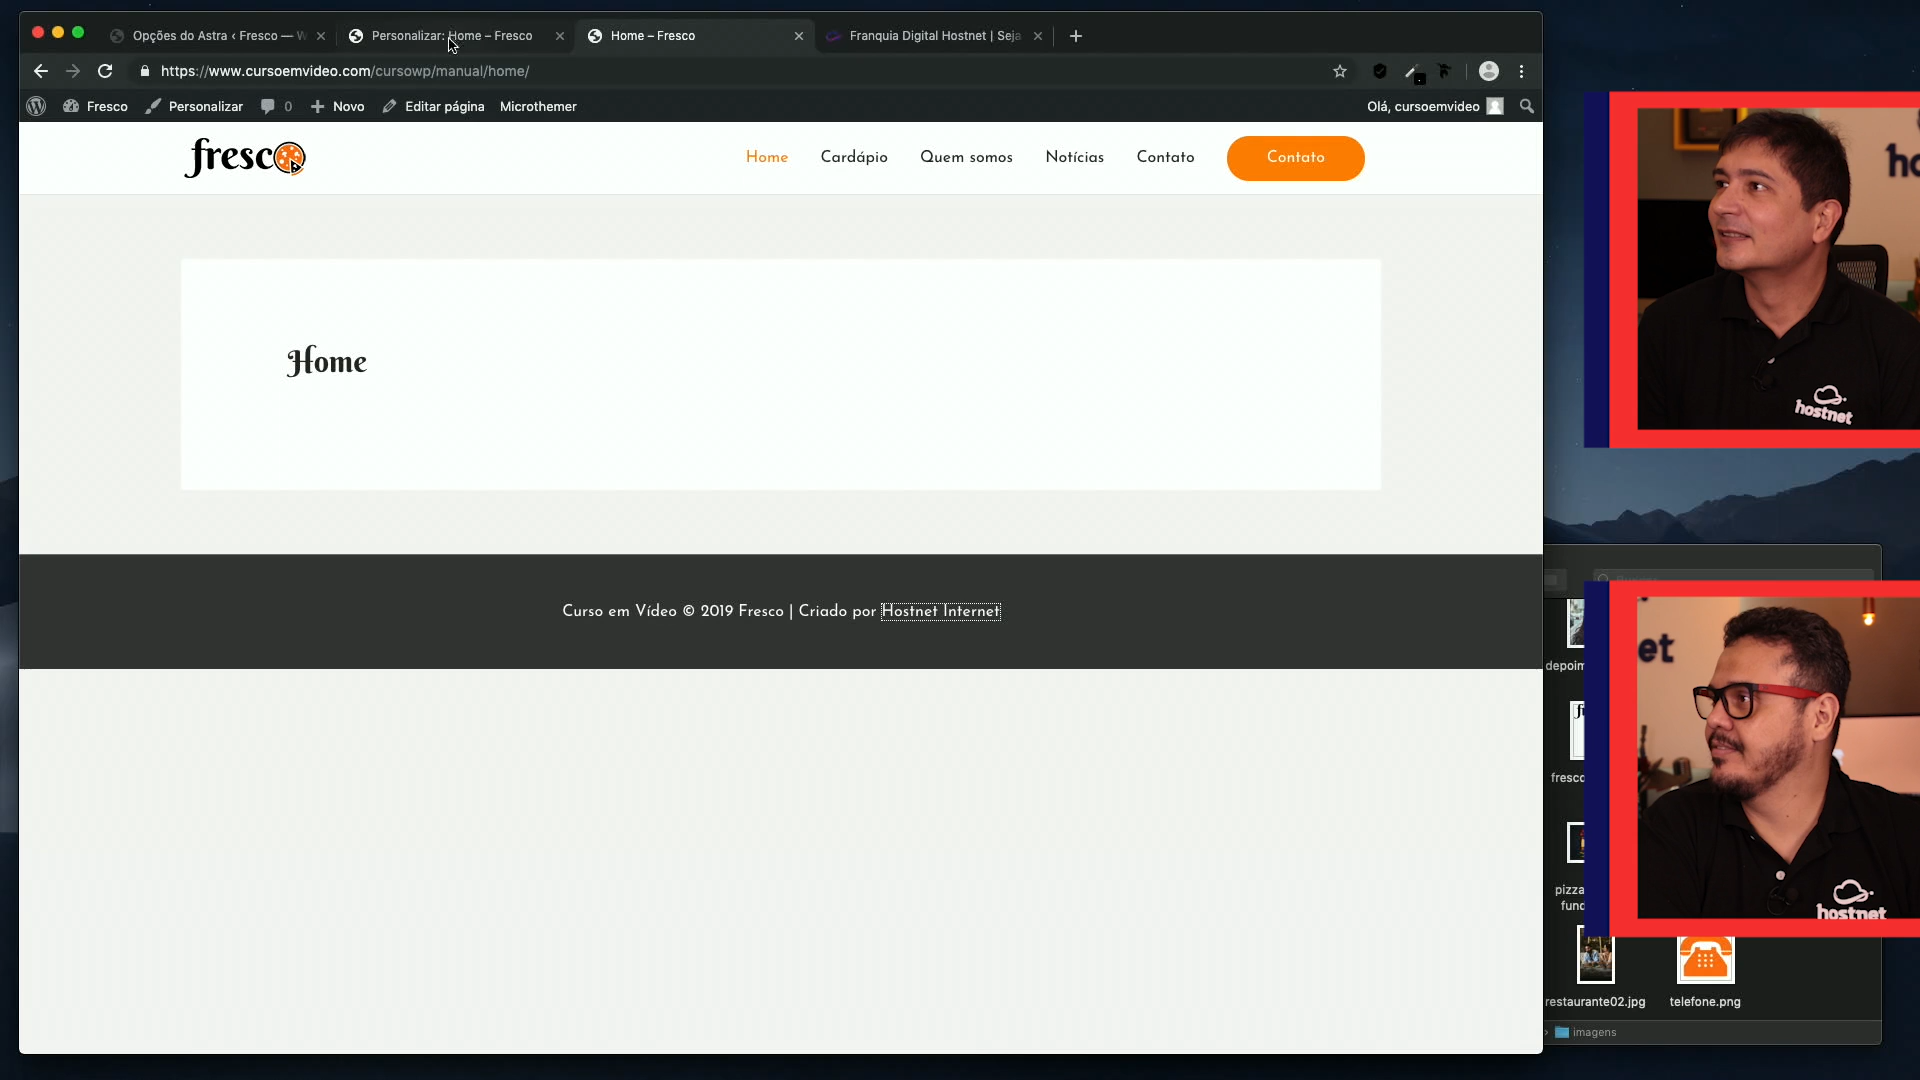 Opções do Astra ‹ Fresco — W
Personalizar: Home – Fresco
Home – Fresco
Franquia Digital Hostnet | Seja
https://www.cursoemvideo.com/cursowp/manual/home/
Fresco
Personalizar
0
Novo
Editar página
Microthemer
Olá, cursoemvideo
fresco
Home
Cardápio
Quem somos
Notícias
Contato
Contato
Home
Curso em Vídeo © 2019 Fresco | Criado por Hostnet Internet
ho
hostnet
et
hostnet
depoim
fresco
pizza
fund
restaurante02.jpg
telefone.png
imagens